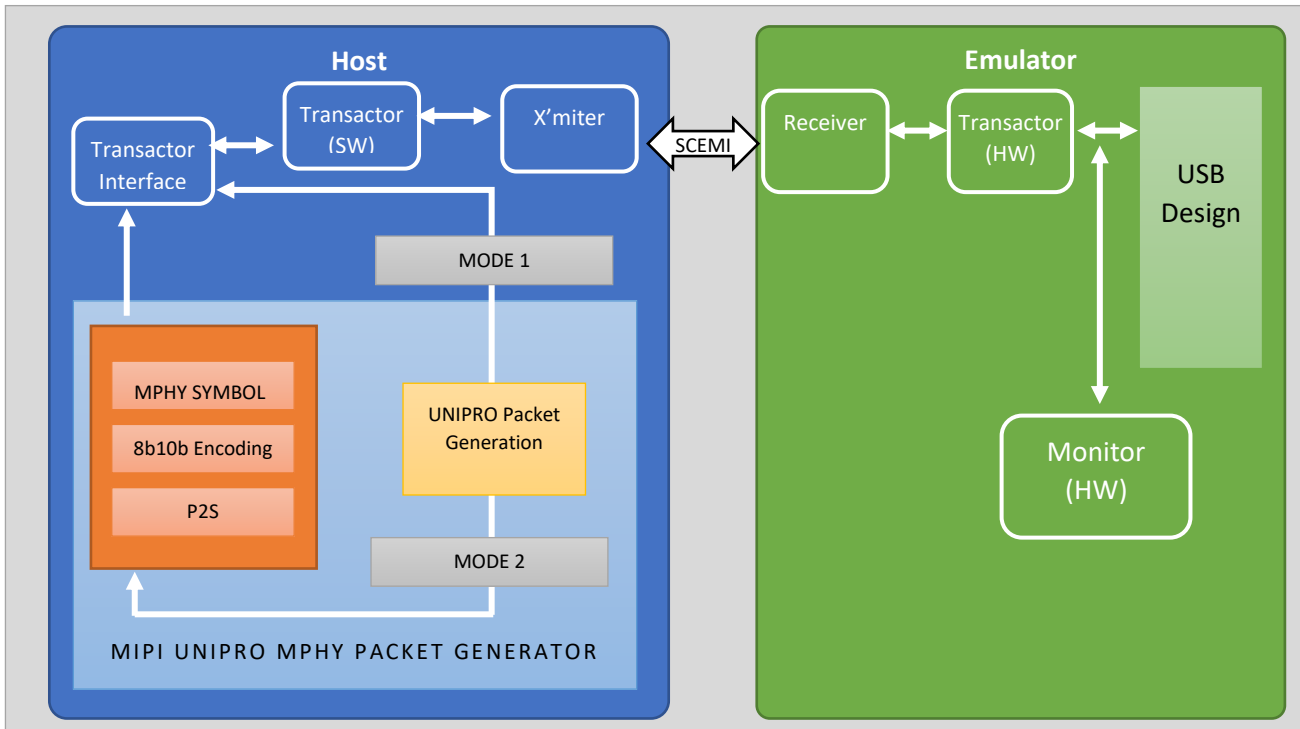 Host
Transactor
Interface
Transactor
(SW)
X'miter
SCEMI
MODE 1
MPHY SYMBOL
8b10b Encoding
P2S
UNIPRO Packet
Generation
MODE 2
MIPI UNIPRO MPHY PACKET GENERATOR
Emulator
Receiver
Transactor
(HW)
USB
Design
Monitor
(HW)